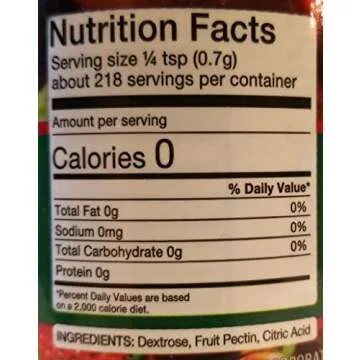 Nutrition Facts
Serving size ¼ tsp (0.7g)
about 218 servings per container
Amount per serving
Calories 0
% Daily Value*
Total Fat 0g 0%
Sodium 0mg 0%
Total Carbohydrate 0g 0%
Protein 0g
*Percent Daily Values are based
on a 2,000 calorie diet.
INGREDIENTS: Dextrose, Fruit Pectin, Citric Acid